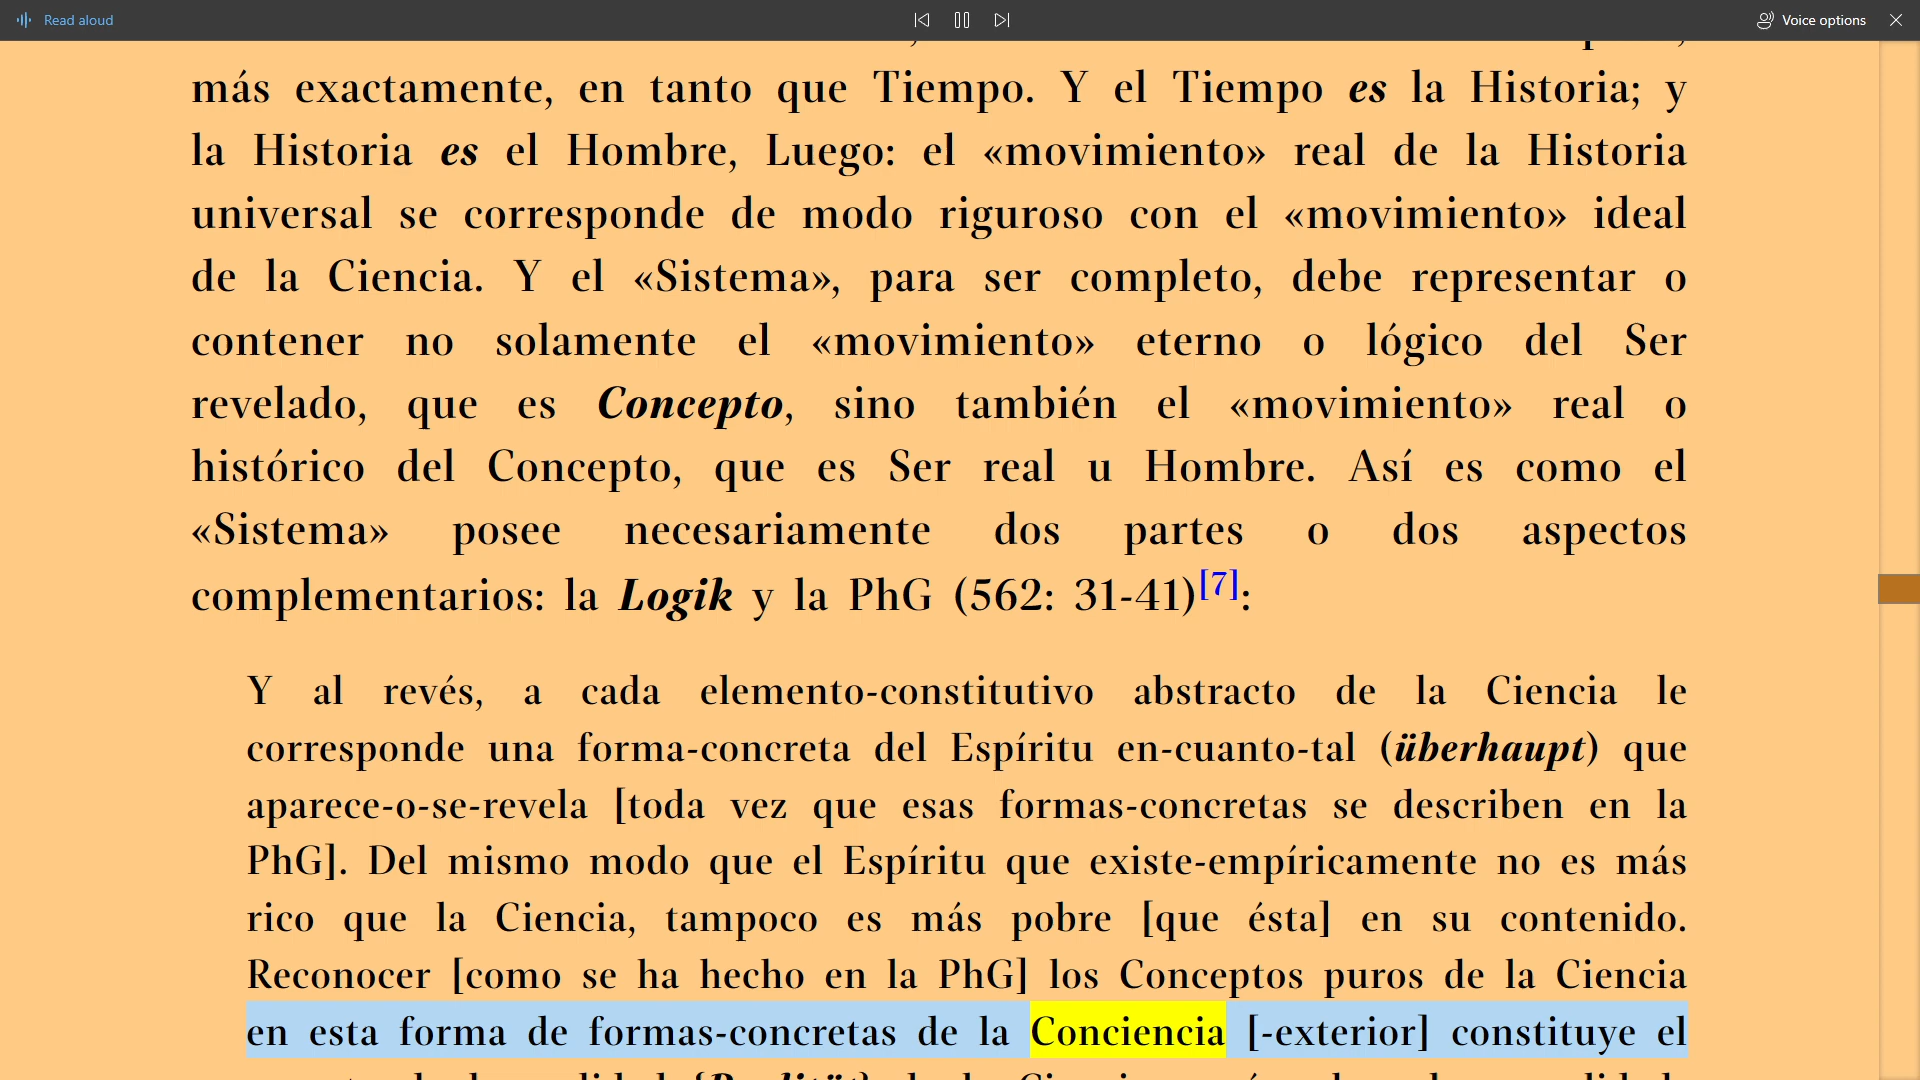 Read aloud
Voice options
más exactamente, en tanto que Tiempo. Y el Tiempo es la Historia; y
la Historia es el Hombre, Luego: el «movimiento» real de la Historia
universal se corresponde de modo riguroso con el «movimiento» ideal
de la Ciencia. Y el «Sistema», para ser completo, debe representar o
contener no solamente el «movimiento» eterno o lógico del Ser
revelado, que es Concepto, sino también el «movimiento» real o
histórico del Concepto, que es Ser real u Hombre. Así es como el
«Sistema» posee necesariamente dos partes o dos aspectos
complementarios: la Logik y la PhG (562: 31-41)[7]:
Y al revés, a cada elemento-constitutivo abstracto de la Ciencia le
corresponde una forma-concreta del Espíritu en-cuanto-tal (überhaupt) que
aparece-o-se-revela [toda vez que esas formas-concretas se describen en la
PhG]. Del mismo modo que el Espíritu que existe-empíricamente no es más
rico que la Ciencia, tampoco es más pobre [que ésta] en su contenido.
Reconocer [como se ha hecho en la PhG] los Conceptos puros de la Ciencia
en esta forma de formas-concretas de la Conciencia [-exterior] constituye el